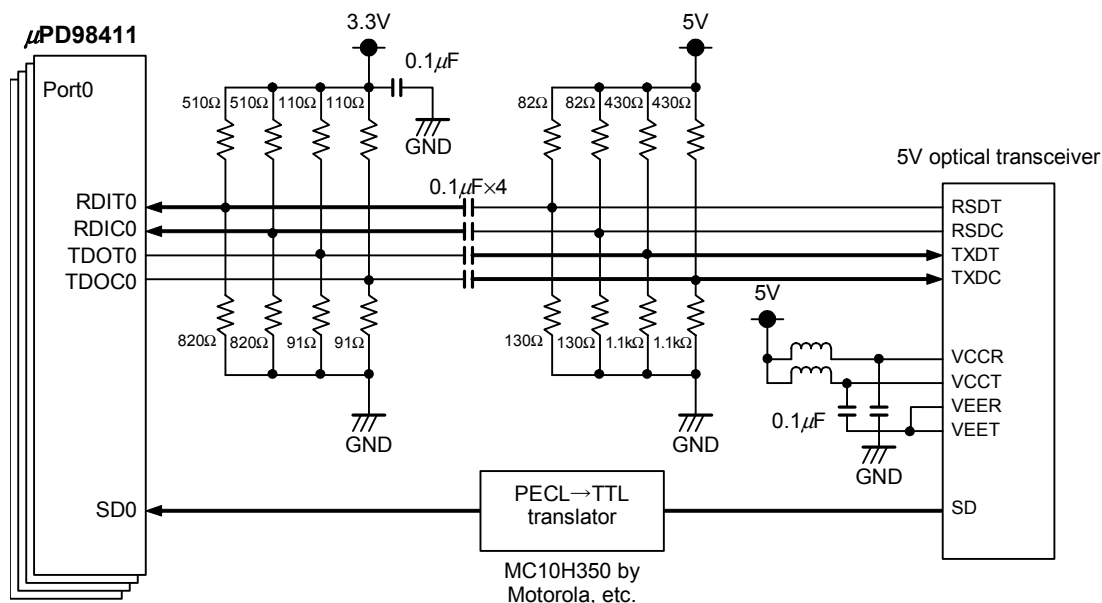 μPD98411
Port0
3.3V
0.1μF
GND
510Ω 510Ω 110Ω 110Ω
5V
82Ω 82Ω 430Ω 430Ω
5V optical transceiver
RDIT0
RDIC0
TDOT0
TDOC0
0.1μF×4
RSDT
RSDC
TXDT
TXDC
820Ω 820Ω 91Ω 91Ω
GND
130Ω 130Ω 1.1kΩ 1.1kΩ
GND
5V
0.1μF
GND
VCCR
VCCT
VEER
VEET
SD0
PECL→TTL
translator
SD
MC10H350 by
Motorola, etc.